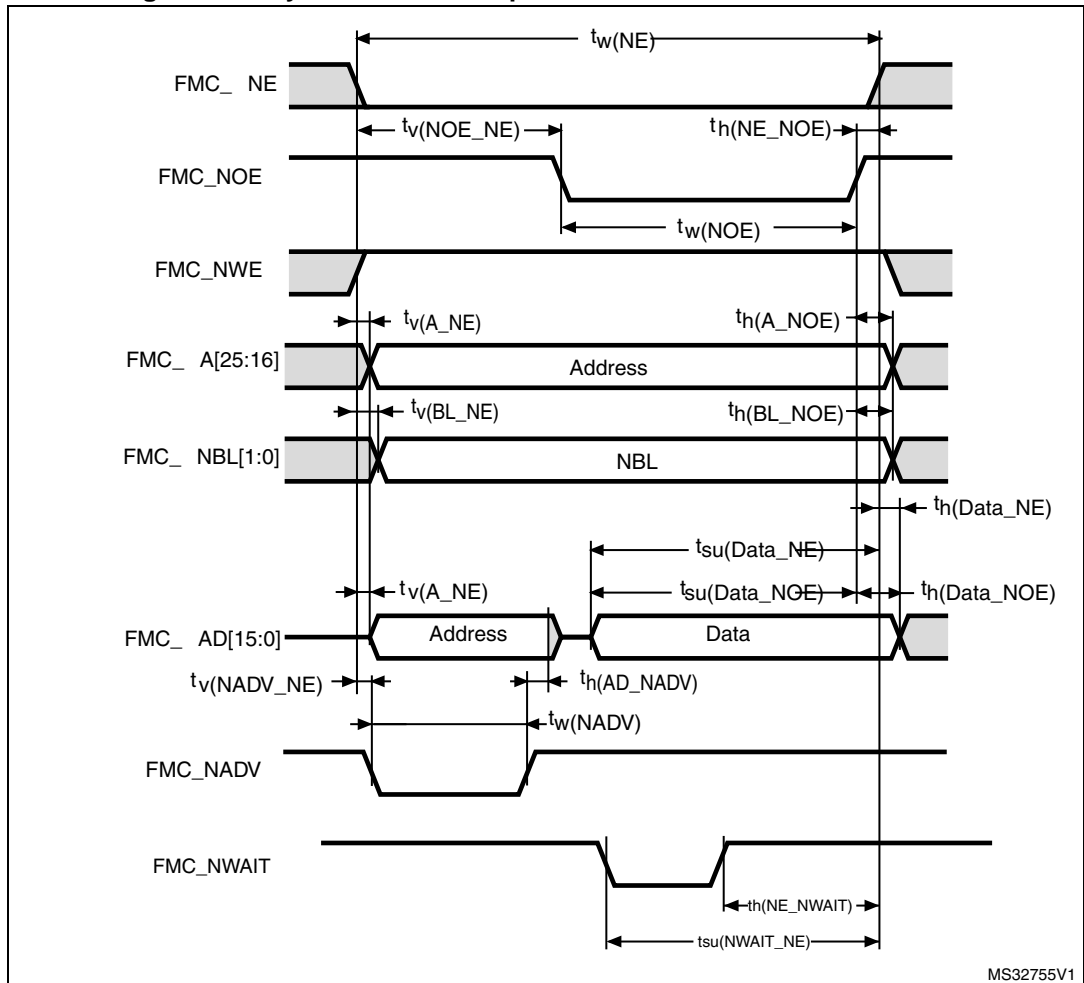 tw(NE)
FMC_ NE
tv(NOE_NE)
th(NE_NOE)
FMC_NOE
tw(NOE)
FMC_NWE
tv(A_NE)
th(A_NOE)
FMC_ A[25:16]
Address
tv(BL_NE)
th(BL_NOE)
FMC_ NBL[1:0]
NBL
th(Data_NE)
tsu(Data_NE)
tv(A_NE)
tsu(Data_NOE)
th(Data_NOE)
FMC_ AD[15:0]
Address
Data
tv(NADV_NE)
th(AD_NADV)
tw(NADV)
FMC_NADV
FMC_NWAIT
th(NE_NWAIT)
tsu(NWAIT_NE)
MS32755V1